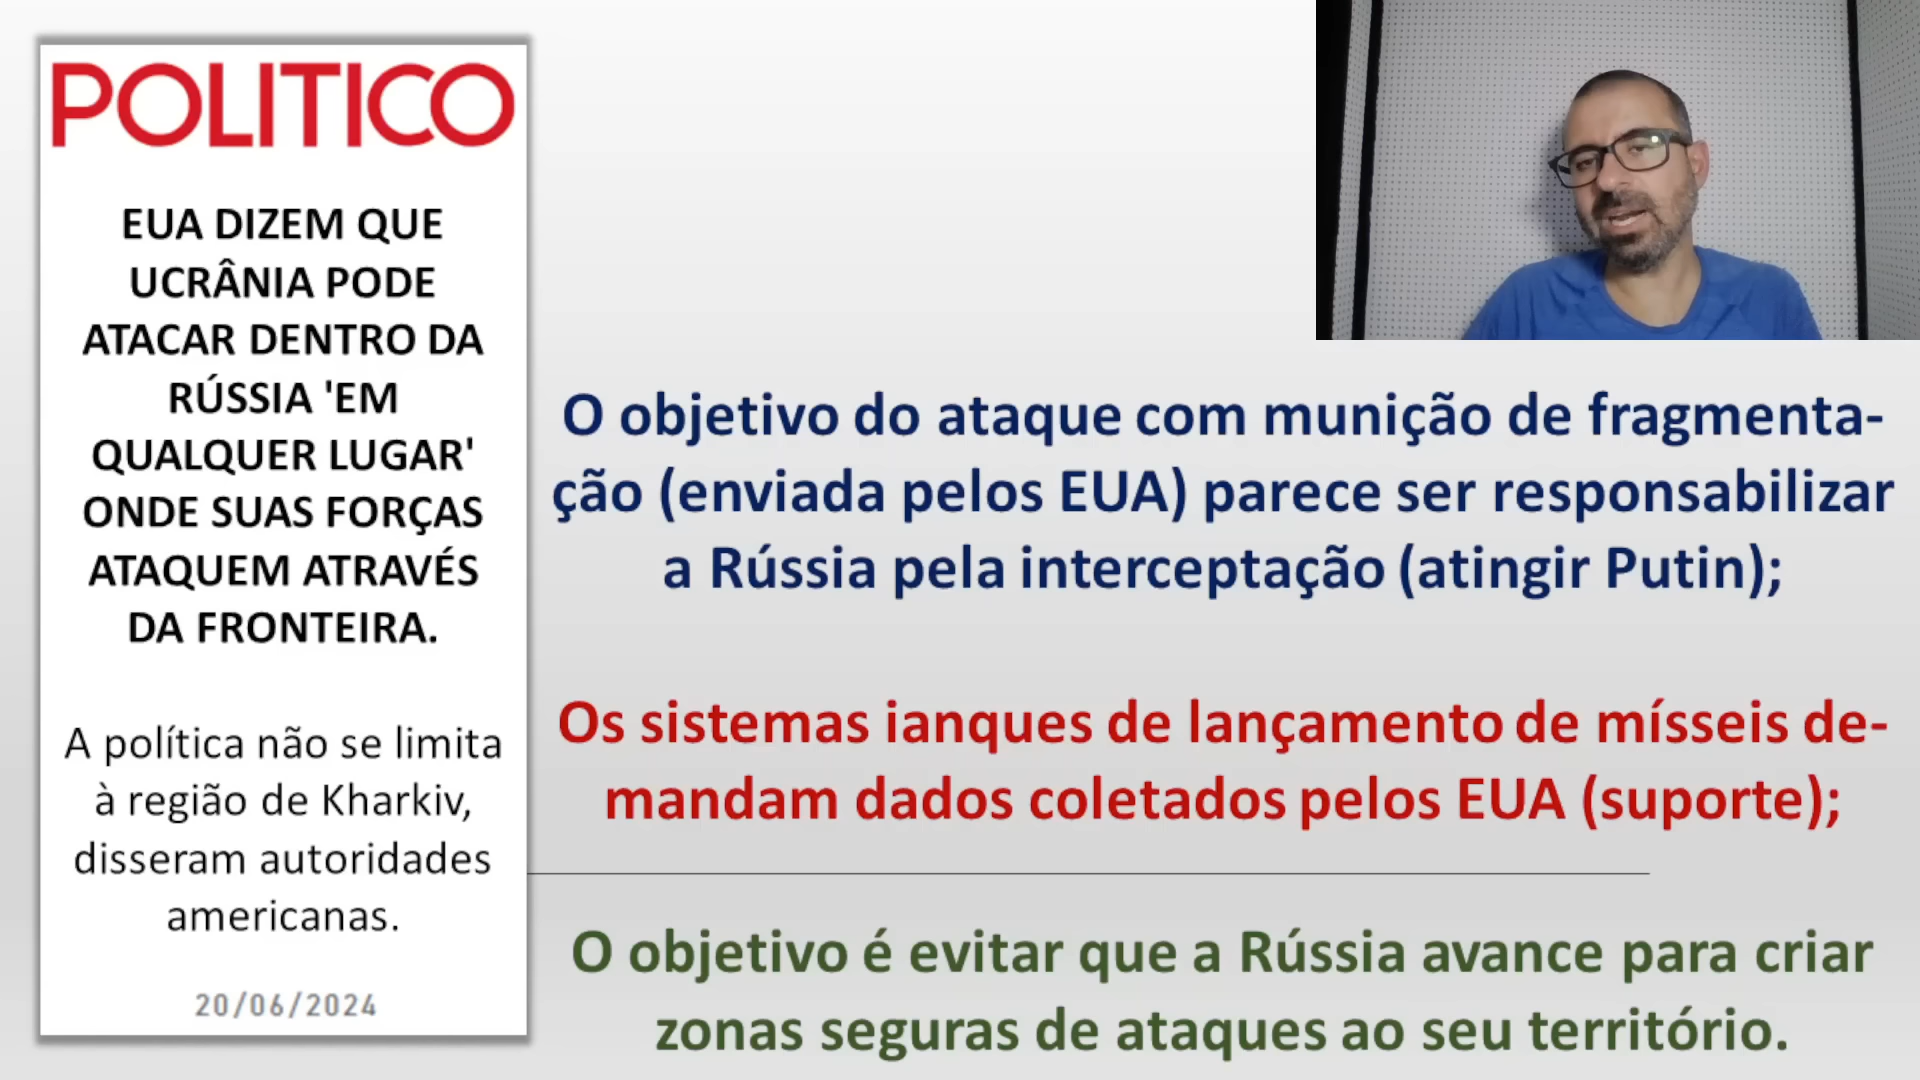 POLITICO
EUA DIZEM QUE
UCRÂNIA PODE
ATACAR DENTRO DA
RÚSSIA 'EM
QUALQUER LUGAR'
ONDE SUAS FORÇAS
ATAQUEM ATRAVÉS
DA FRONTEIRA.
A política não se limita
à região de Kharkiv,
disseram autoridades
americanas.
20/06/2024
O objetivo do ataque com munição de fragmenta-
ção (enviada pelos EUA) parece ser responsabilizar
a Rússia pela interceptação (atingir Putin);
Os sistemas ianques de lançamento de mísseis de-
mandam dados coletados pelos EUA (suporte);
O objetivo é evitar que a Rússia avance para criar
zonas seguras de ataques ao seu território.